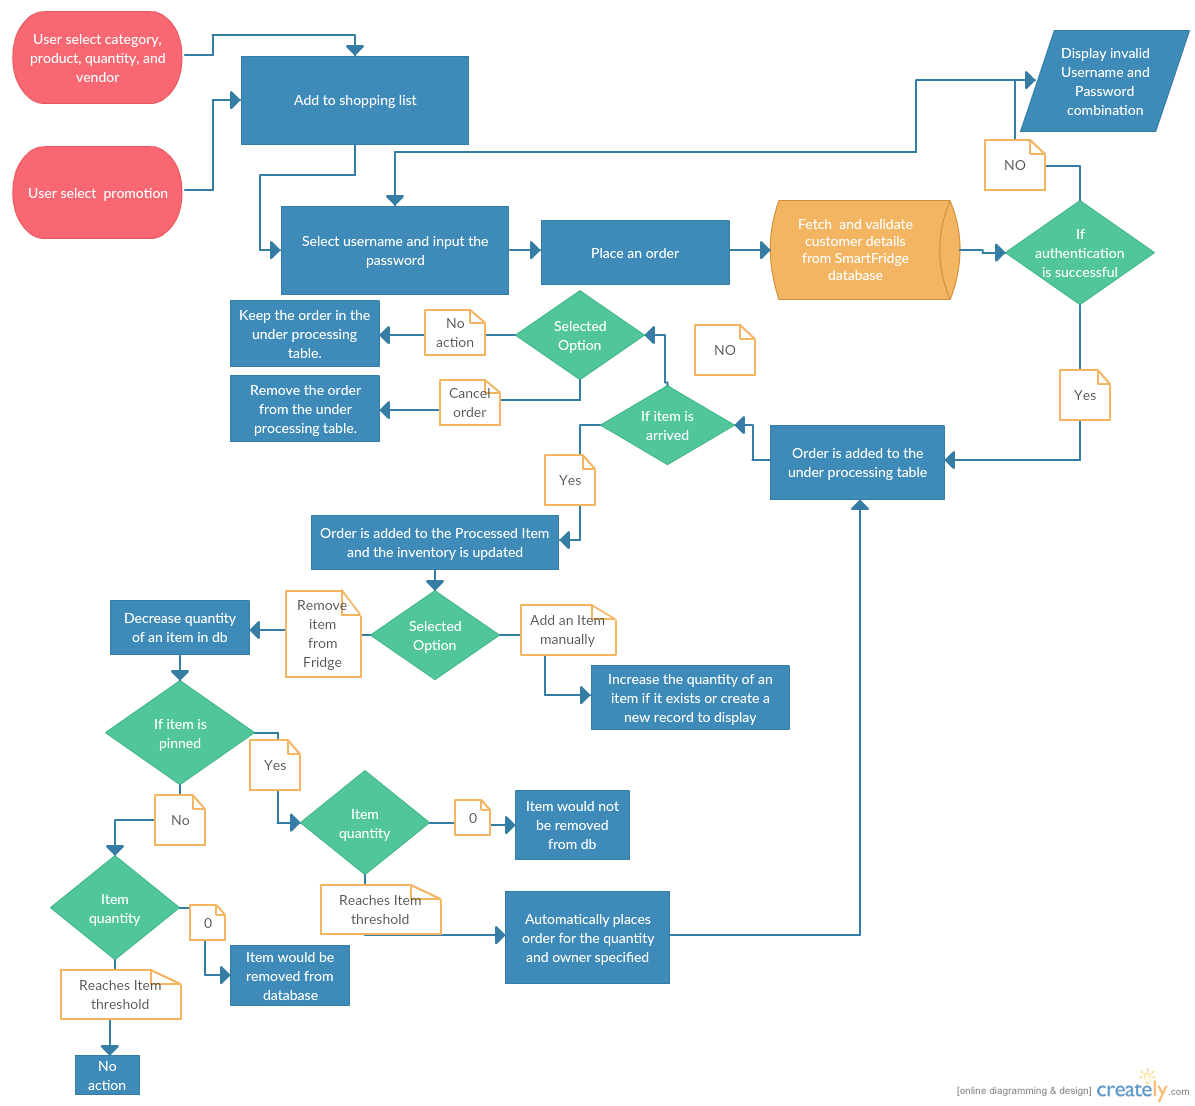 User select category,
product, quantity, and
vendor
Add to shopping list
User select  promotion
Display invalid
Username and
Password
combination
NO
Select username and input the
password
Place an order
Fetch  and validate
customer details
from SmartFridge
database
If
authentication
is successful
Keep the order in the
under processing
table.
No
action
Selected
Option
NO
Yes
Remove the order
from the under
processing table.
Cancel
order
If item is
arrived
Order is added to the
under processing table
Yes
Order is added to the Processed Item
and the inventory is updated
Decrease quantity
of an item in db
Remove
item
from
Fridge
Selected
Option
Add an Item
manually
Increase the quantity of an
item if it exists or create a
new record to display
If item is
pinned
Yes
No
Item
quantity
0
Item would not
be removed
from db
Item
quantity
0
Reaches Item
threshold
Automatically places
order for the quantity
and owner specified
Item would be
removed from
database
Reaches Item
threshold
No
action
[online diagramming & design] creately.com